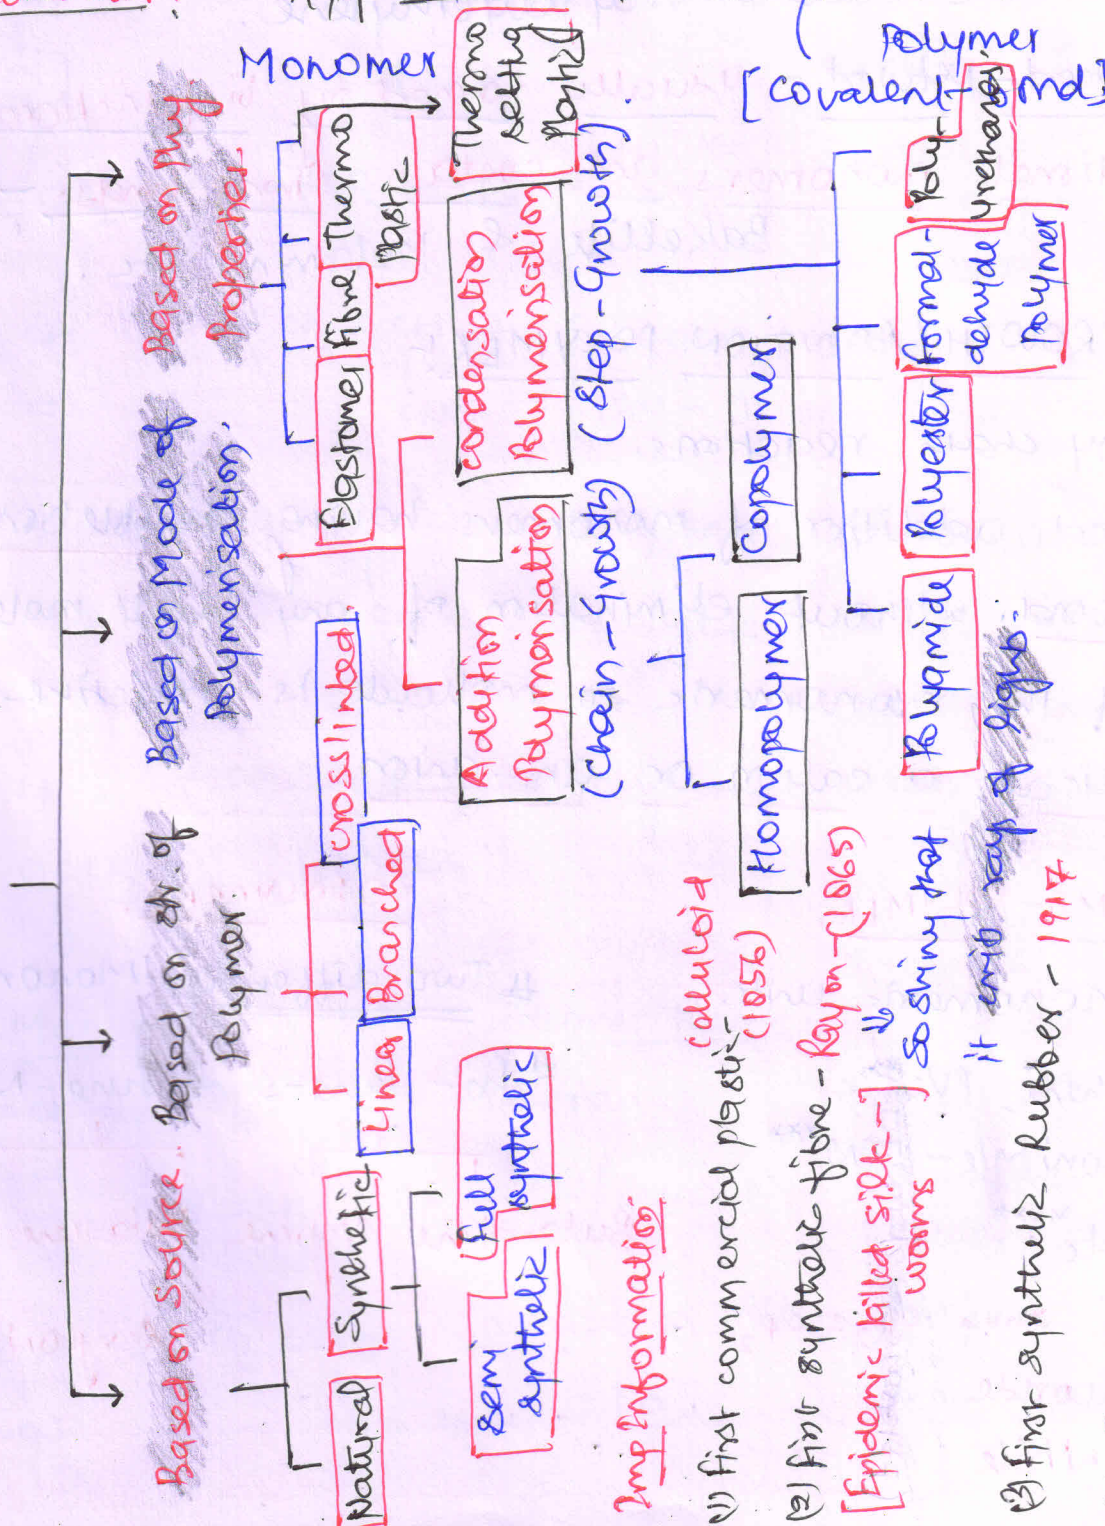 Monomer
Polymer
[Covalent-bond]
Based on Source.
Based on str. of
Polymer.
Based on Mode of
Polymerisation.
Based on Phy
Properties.
Natural
Synthetic
Linea
Branched
Crosslinked.
Elastomer
Fibre
Thermo
Plastic
Thermo
setting
Plastic
Semi
synthetic
full
synthetic
Addition
Polymerisation
(Chain-Growth)
Condensation
Polymerisation
(Step-Growth)
Homopolymer
Copolymer.
Polyamide
Polyester
Formal-
dehyde
Polymer
Poly-
urethanes
Imp Information
(1) First commercial plastic-
Celluloid
(1856)
(2) First synthetic fibre - Rayon-(1865)
[Epidemic killed silk-]
worms
So shiny that
it emits rays of light.
(3) First synthetic Rubber - 1917